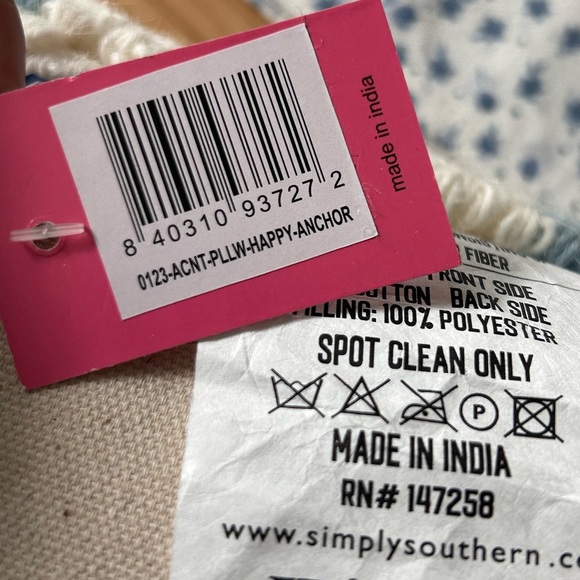 made in india
8 40310 93727 2
0123-ACNT-PLLW-HAPPY-ANCHOR
FIBER
FRONT SIDE
COTTON BACK SIDE
FILLING: 100% POLYESTER
SPOT CLEAN ONLY
P
MADE IN INDIA
RN# 147258
www.simplysouthern.co